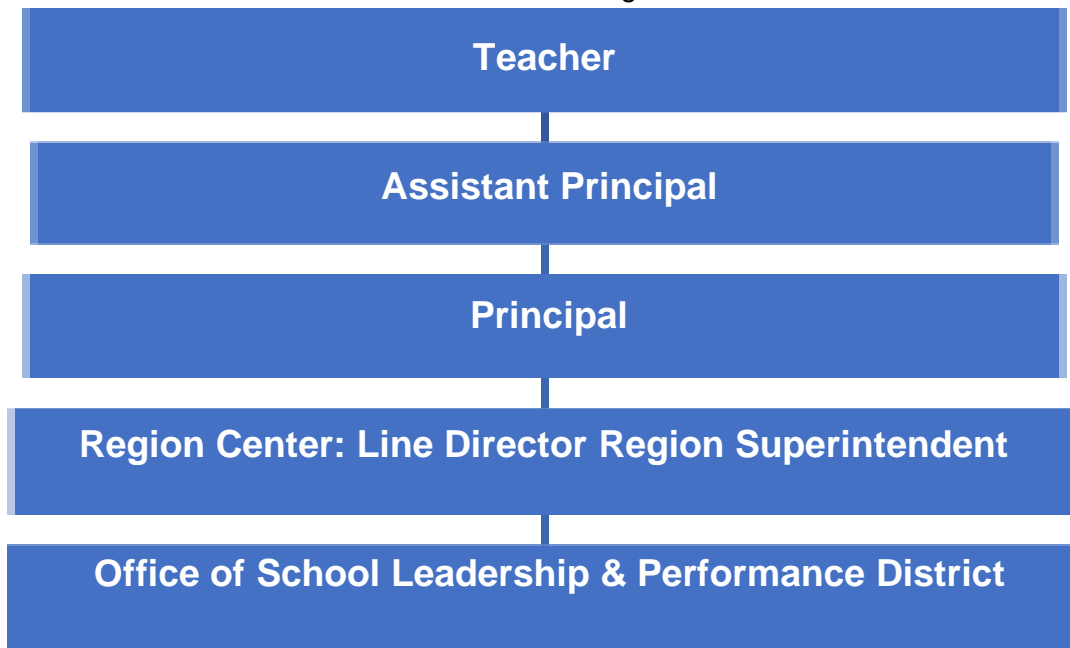 Teacher
Assistant Principal
Principal
Region Center: Line Director Region Superintendent
Office of School Leadership & Performance District